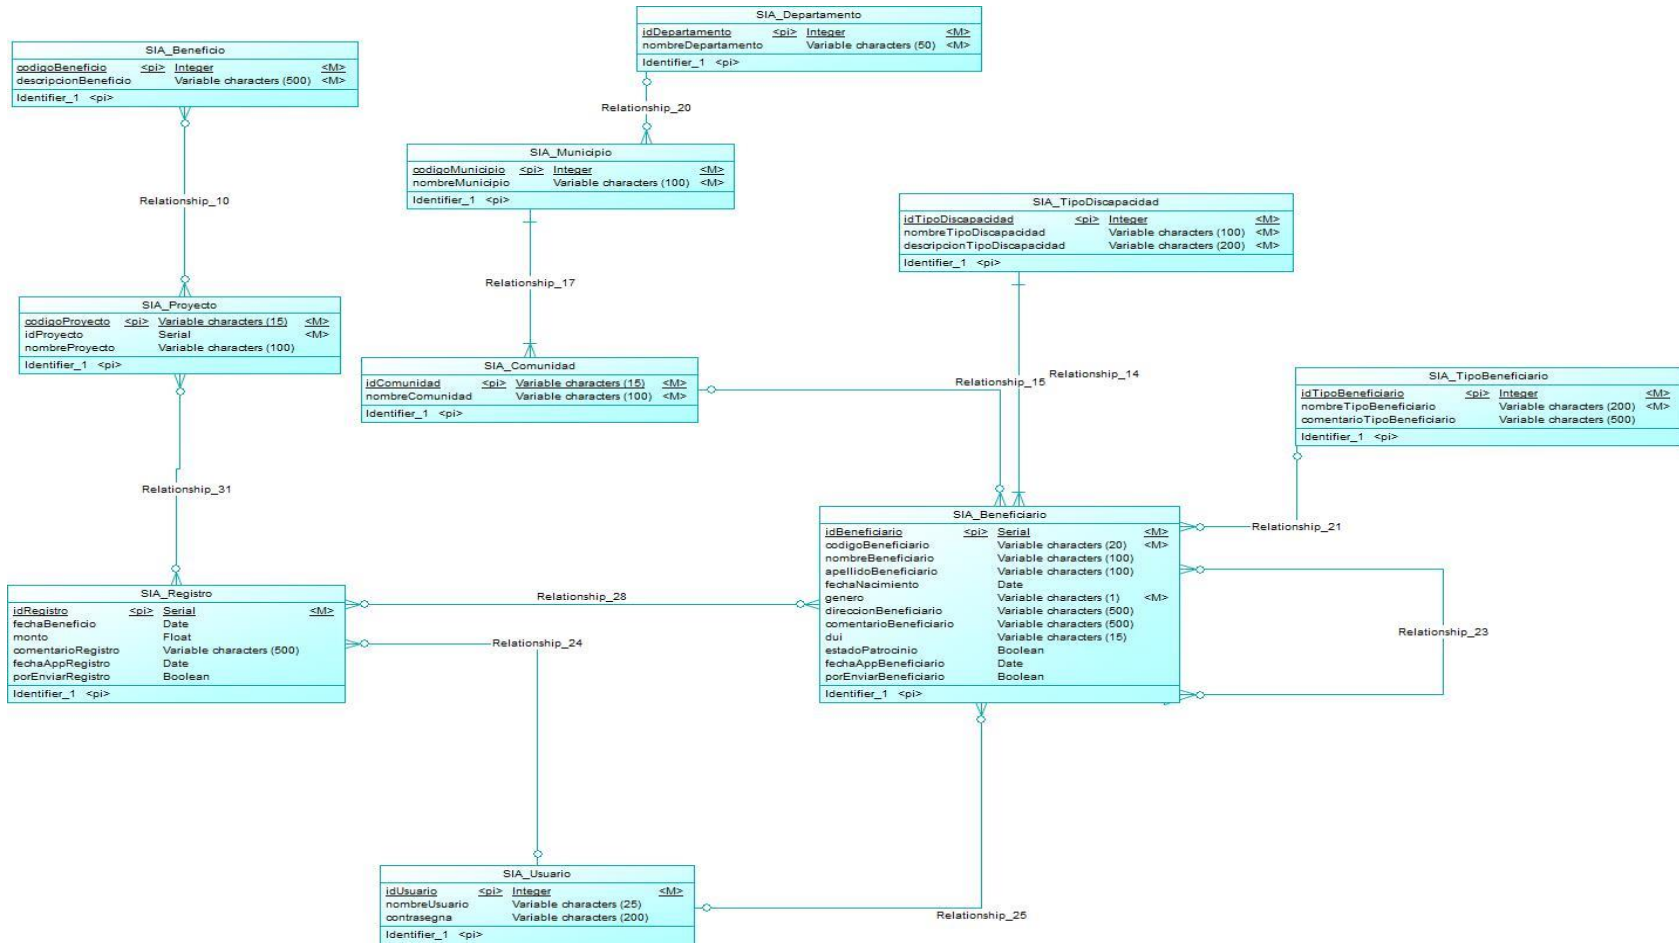 SIA_Departamento
idDepartamento <pi> Integer <M>
nombreDepartamento Variable characters (50) <M>
Identifier_1 <pi>
SIA_Beneficio
codigoBeneficio <pi> Integer <M>
descripcionBeneficio Variable characters (500) <M>
Identifier_1 <pi>
Relationship_20
SIA_Municipio
codigoMunicipio <pi> Integer <M>
nombreMunicipio Variable characters (100) <M>
Identifier_1 <pi>
Relationship_10
SIA_TipoDiscapacidad
idTipoDiscapacidad <pi> Integer <M>
nombreTipoDiscapacidad Variable characters (100) <M>
descripcionTipoDiscapacidad Variable characters (200) <M>
Identifier_1 <pi>
Relationship_17
SIA_Proyecto
codigoProyecto <pi> Variable characters (15) <M>
idProyecto Serial <M>
nombreProyecto Variable characters (100)
Identifier_1 <pi>
SIA_Comunidad
idComunidad <pi> Variable characters (15) <M>
nombreComunidad Variable characters (100) <M>
Identifier_1 <pi>
Relationship_15
Relationship_14
SIA_TipoBeneficiario
idTipoBeneficiario <pi> Integer <M>
nombreTipoBeneficiario Variable characters (200) <M>
comentarioTipoBeneficiario Variable characters (500)
Identifier_1 <pi>
Relationship_31
SIA_Beneficiario
idBeneficiario <pi> Serial <M>
codigoBeneficiario Variable characters (20) <M>
nombreBeneficiario Variable characters (100)
apellidoBeneficiario Variable characters (100)
fechaNacimiento Date
genero Variable characters (1) <M>
direccionBeneficiario Variable characters (500)
comentarioBeneficiario Variable characters (500)
dui Variable characters (15)
estadoPatrocinio Boolean
fechaAppBeneficiario Date
porEnviarBeneficiario Boolean
Identifier_1 <pi>
Relationship_21
Relationship_23
SIA_Registro
idRegistro <pi> Serial <M>
fechaBeneficio Date
monto Float
comentarioRegistro Variable characters (500)
fechaAppRegistro Date
porEnviarRegistro Boolean
Identifier_1 <pi>
Relationship_28
Relationship_24
SIA_Usuario
idUsuario <pi> Integer <M>
nombreUsuario Variable characters (25)
contrasegna Variable characters (200)
Identifier_1 <pi>
Relationship_25